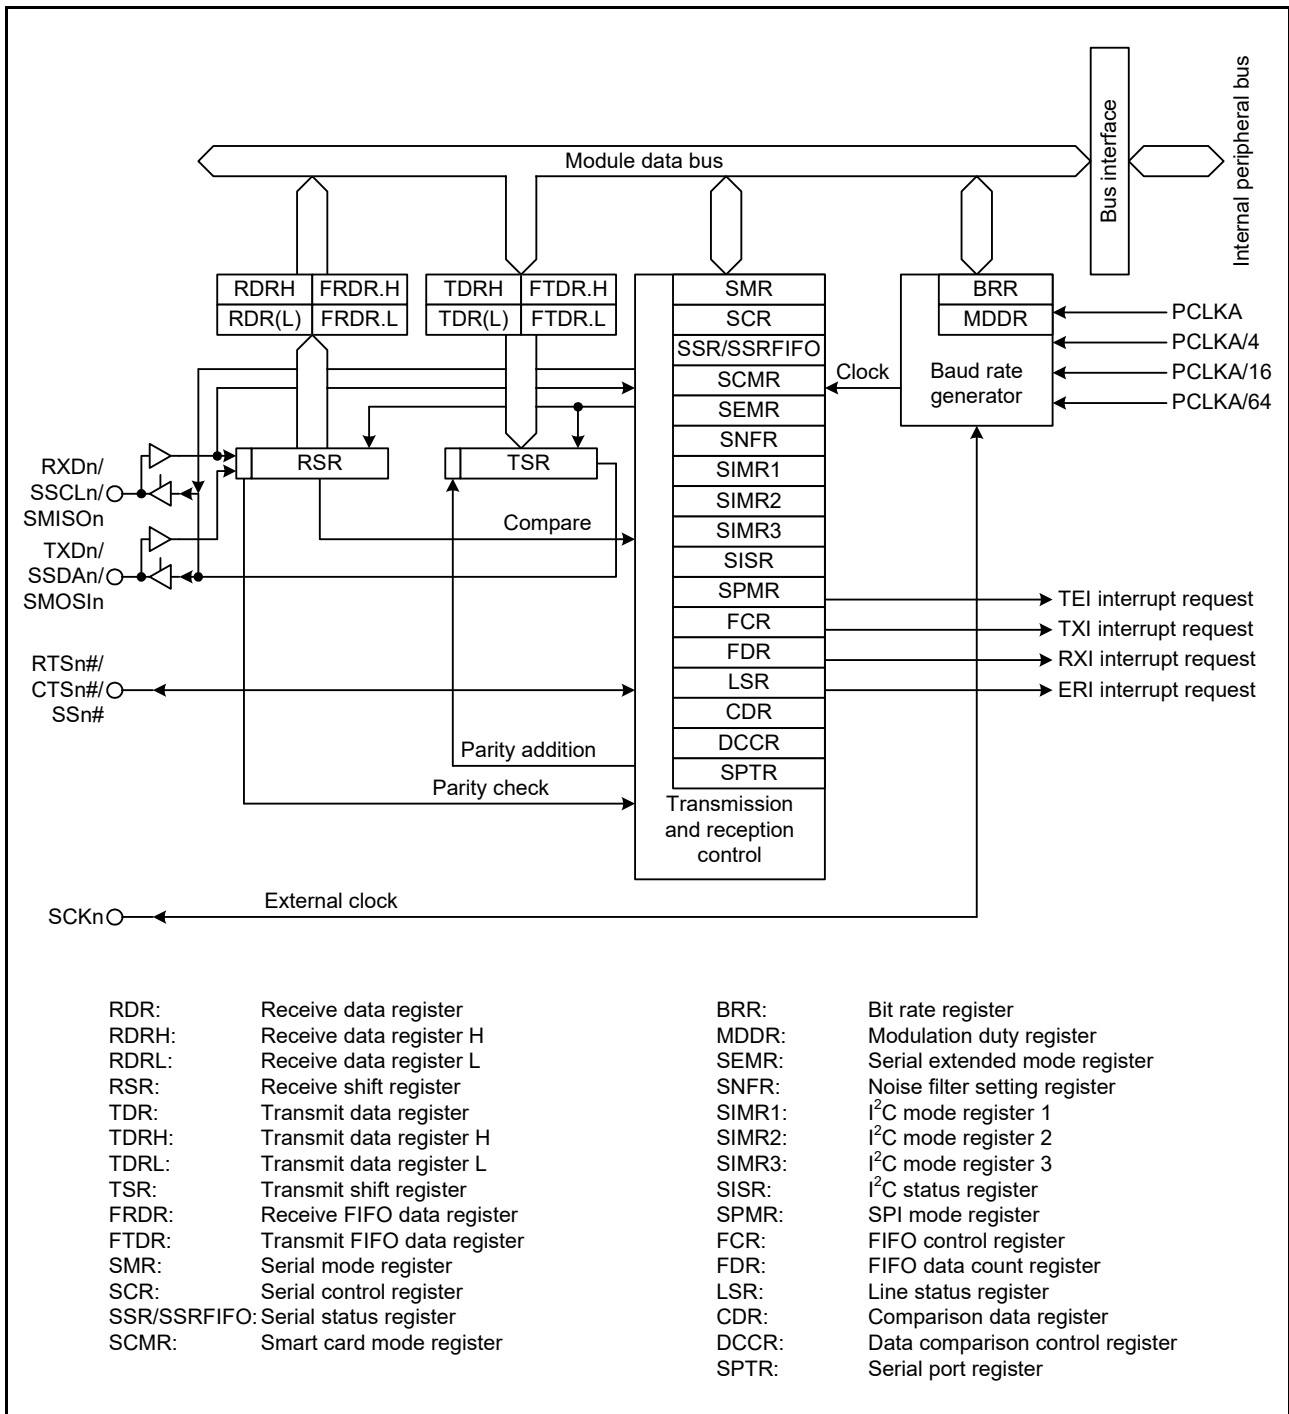 Module data bus
Bus interface
Internal peripheral bus
RDRH FRDR.H
RDR(L) FRDR.L
TDRH FTDR.H
TDR(L) FTDR.L
SMR
SCR
SSR/SSRFIFO
SCMR
SEMR
SNFR
SIMR1
SIMR2
SIMR3
SISR
SPMR
FCR
FDR
LSR
CDR
DCCR
SPTR
Transmission
and reception
control
BRR
MDDR
Baud rate
generator
Clock
PCLKA
PCLKA/4
PCLKA/16
PCLKA/64
RXDn/
SSCLn/
SMISOn
TXDn/
SSDAn/
SMOSIn
RSR
TSR
Compare
RTSn#/
CTSn#/
SSn#
Parity addition
Parity check
TEI interrupt request
TXI interrupt request
RXI interrupt request
ERI interrupt request
SCKn
External clock
RDR: Receive data register
RDRH: Receive data register H
RDRL: Receive data register L
RSR: Receive shift register
TDR: Transmit data register
TDRH: Transmit data register H
TDRL: Transmit data register L
TSR: Transmit shift register
FRDR: Receive FIFO data register
FTDR: Transmit FIFO data register
SMR: Serial mode register
SCR: Serial control register
SSR/SSRFIFO: Serial status register
SCMR: Smart card mode register
BRR: Bit rate register
MDDR: Modulation duty register
SEMR: Serial extended mode register
SNFR: Noise filter setting register
SIMR1: I²C mode register 1
SIMR2: I²C mode register 2
SIMR3: I²C mode register 3
SISR: I²C status register
SPMR: SPI mode register
FCR: FIFO control register
FDR: FIFO data count register
LSR: Line status register
CDR: Comparison data register
DCCR: Data comparison control register
SPTR: Serial port register